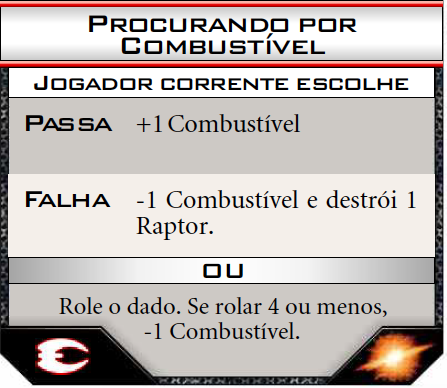 PROCURANDO POR
COMBUSTÍVEL
JOGADOR CORRENTE ESCOLHE
PASSA +1 Combustível
FALHA -1 Combustível e destrói 1
Raptor.
OU
Role o dado. Se rolar 4 ou menos,
-1 Combustível.